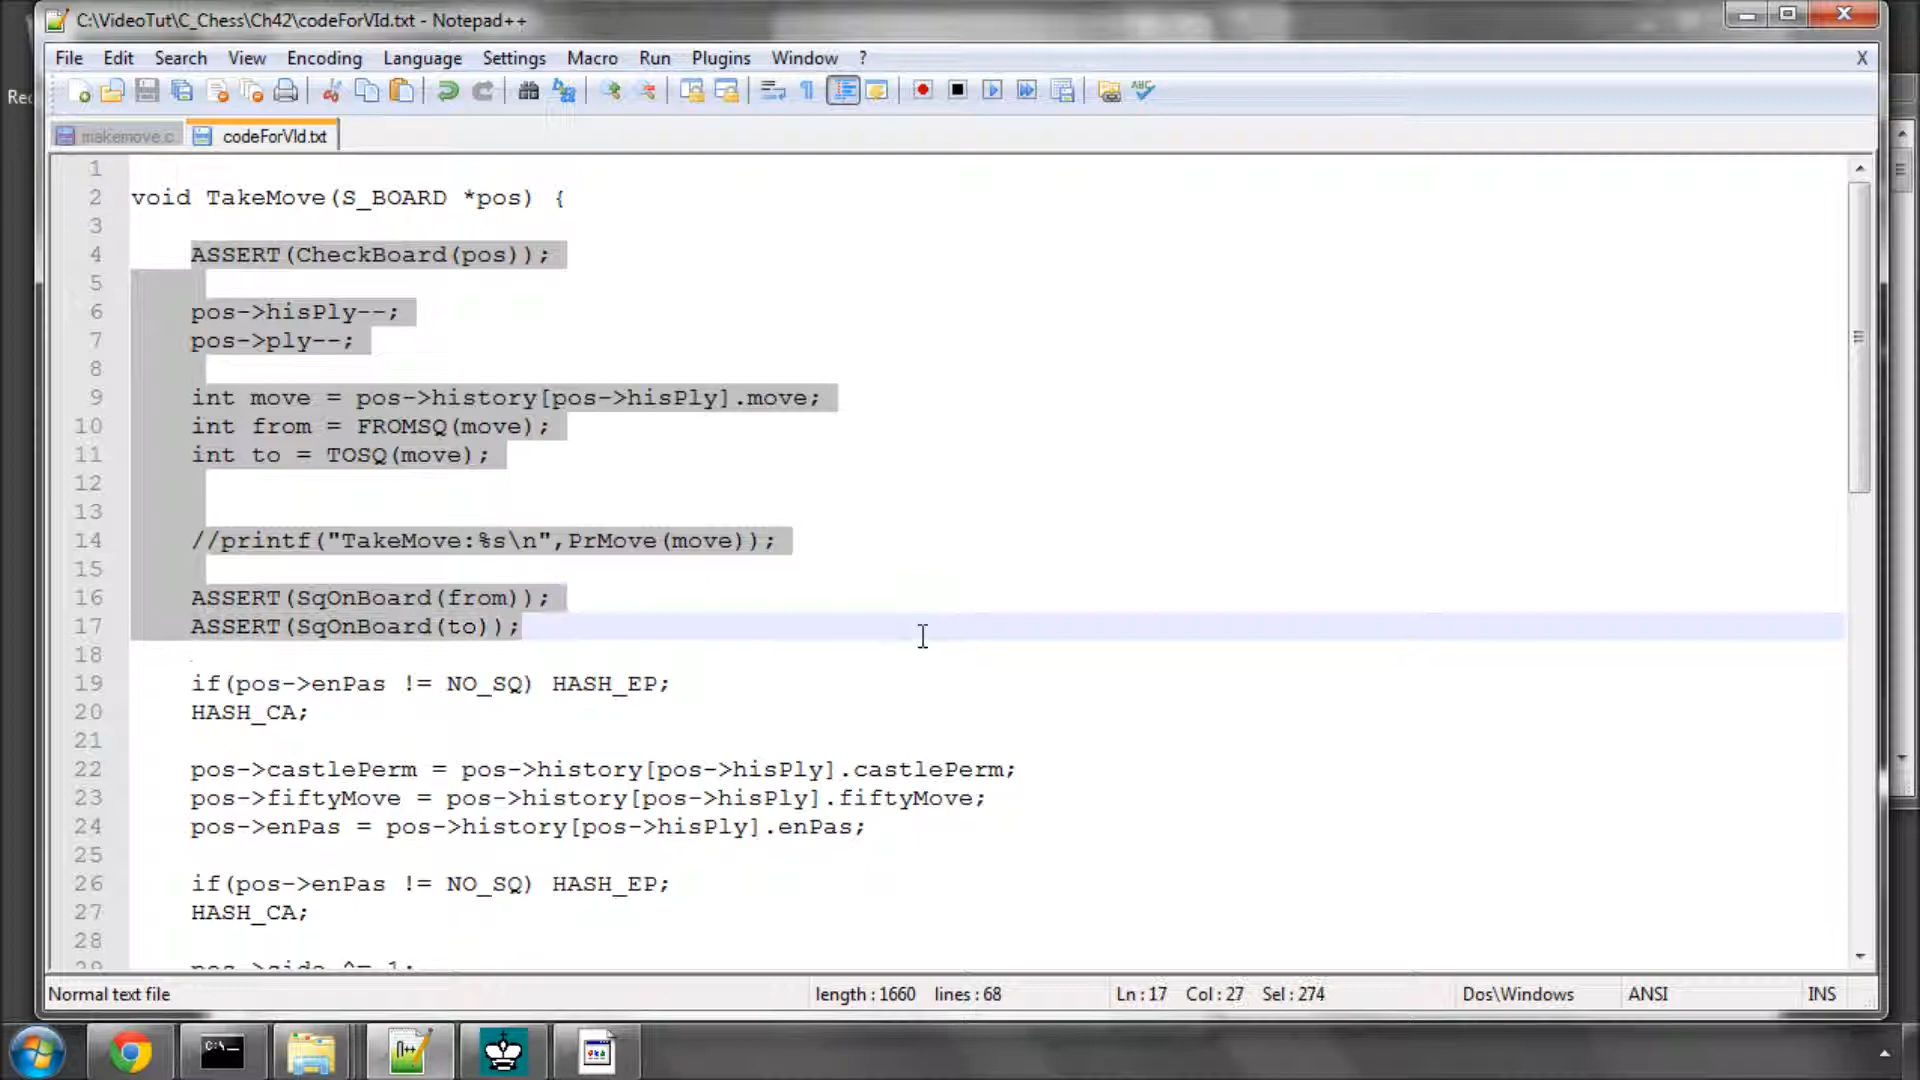 C:\VideoTut\C_Chess\Ch42\codeForVId.txt - Notepad++
File Edit Search View Encoding Language Settings Macro Run Plugins Window ? X
Rec
makemove.c codeForVId.txt
1
2 void TakeMove(S_BOARD *pos) {
3
4 ASSERT(CheckBoard(pos));
5
6 pos->hisPly--;
7 pos->ply--;
8
9 int move = pos->history[pos->hisPly].move;
10 int from = FROMSQ(move);
11 int to = TOSQ(move);
12
13
14 //printf("TakeMove:%s\n",PrMove(move));
15
16 ASSERT(SqOnBoard(from));
17 ASSERT(SqOnBoard(to));
18
19 if(pos->enPas != NO_SQ) HASH_EP;
20 HASH_CA;
21
22 pos->castlePerm = pos->history[pos->hisPly].castlePerm;
23 pos->fiftyMove = pos->history[pos->hisPly].fiftyMove;
24 pos->enPas = pos->history[pos->hisPly].enPas;
25
26 if(pos->enPas != NO_SQ) HASH_EP;
27 HASH_CA;
28
29 pos->side ^= 1;
Normal text file length : 1660 lines : 68 Ln : 17 Col : 27 Sel : 274 Dos\Windows ANSI INS